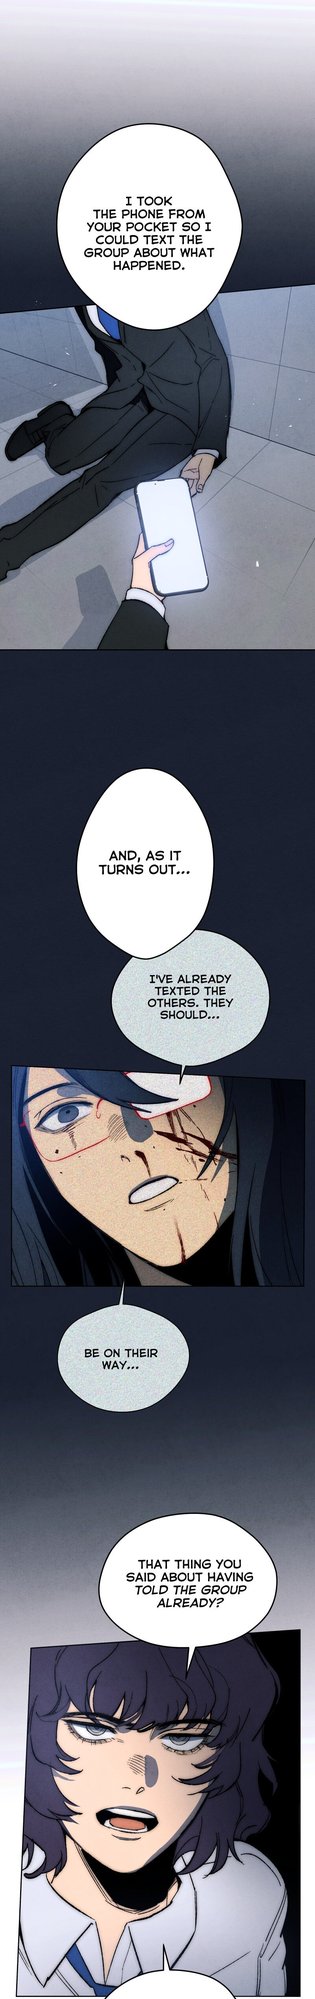 I TOOK
THE PHONE FROM
YOUR POCKET SO I
COULD TEXT THE
GROUP ABOUT WHAT
HAPPENED.
AND, AS IT
TURNS OUT...
I'VE ALREADY
TEXTED THE
OTHERS. THEY
SHOULD...
BE ON THEIR
WAY...
THAT THING YOU
SAID ABOUT HAVING
TOLD THE GROUP
ALREADY?